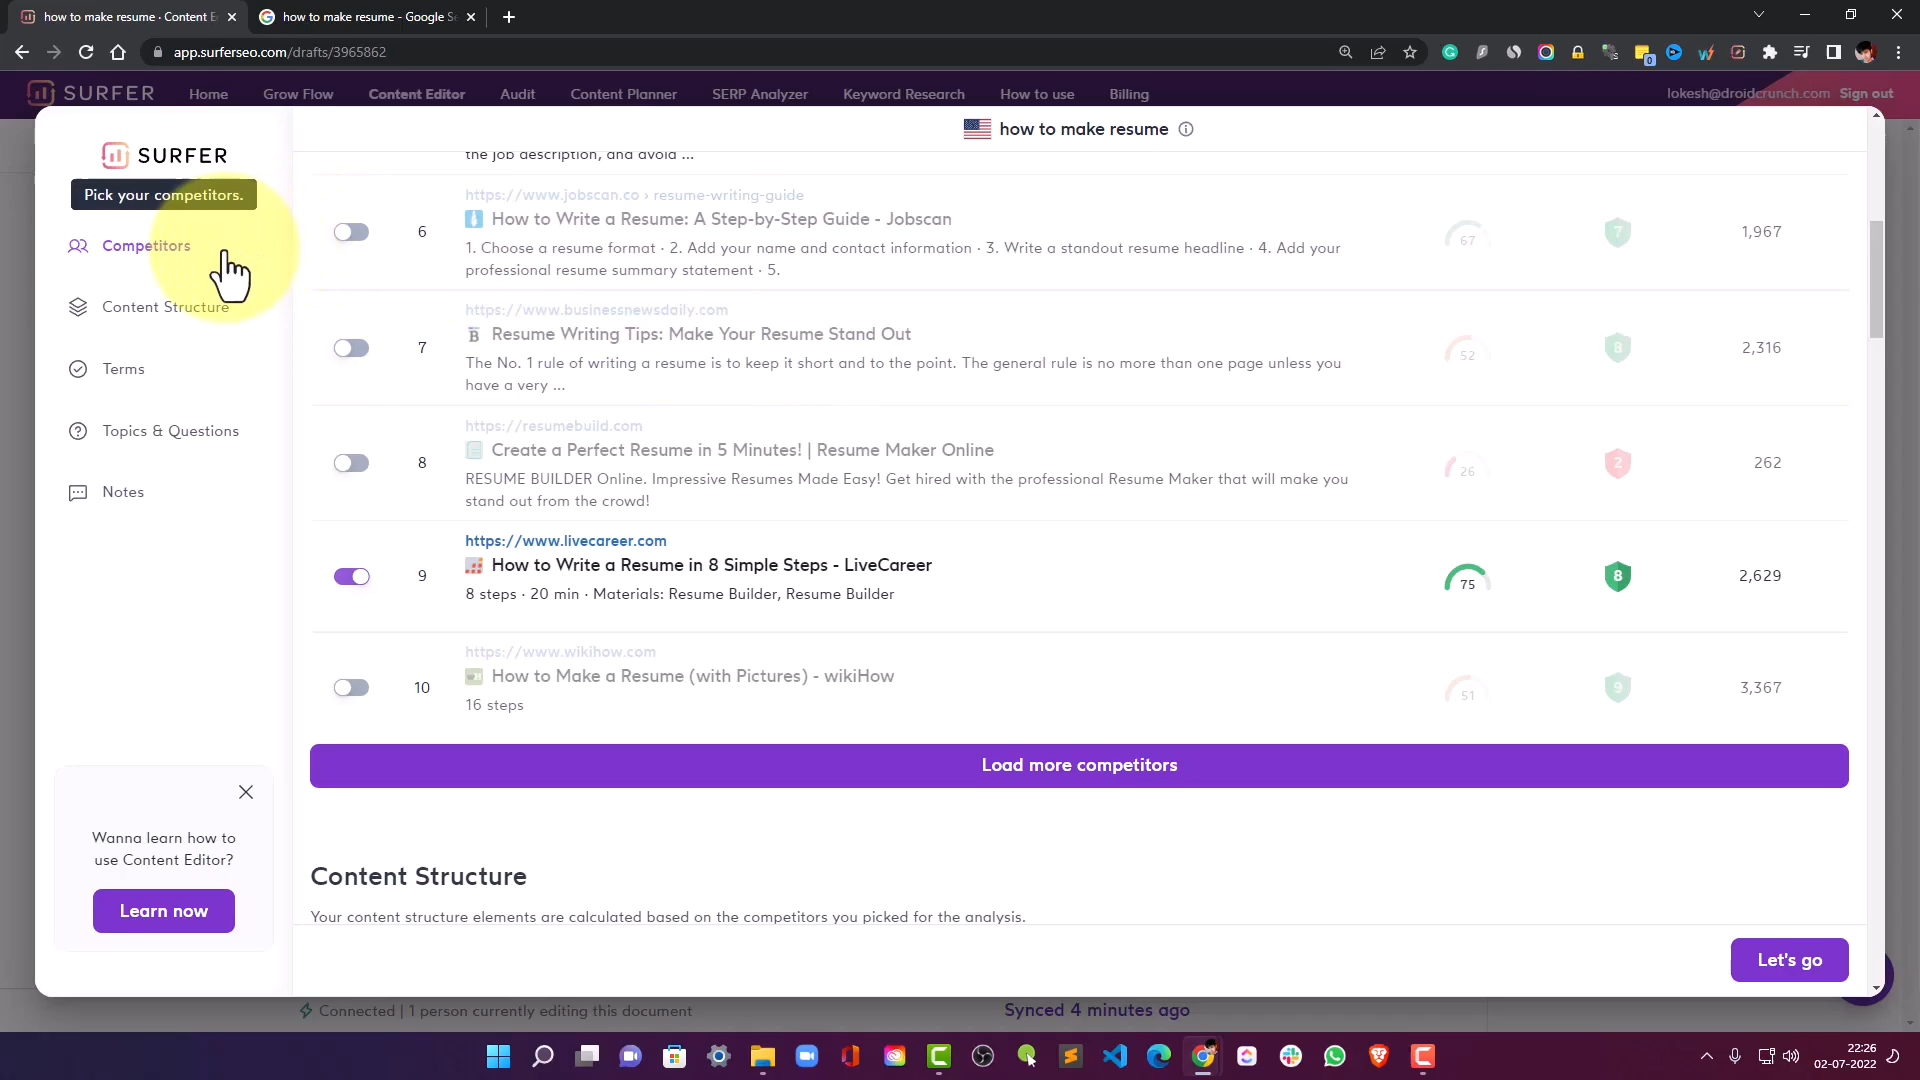 how to make resume · Content E
how to make resume - Google Se
app.surferseo.com/drafts/3965862
0
SURFER
Home
Grow Flow
Content Editor
Audit
Content Planner
SERP Analyzer
Keyword Research
How to use
Billing
lokesh@droidcrunch.com
Sign out
SURFER
Pick your competitors.
Competitors
Content Structure
Terms
Topics & Questions
Notes
Wanna learn how to
use Content Editor?
Learn now
how to make resume
the job description, and avoid ...
https://www.jobscan.co › resume-writing-guide
6
How to Write a Resume: A Step-by-Step Guide - Jobscan
67
7
1,967
1. Choose a resume format · 2. Add your name and contact information · 3. Write a standout resume headline · 4. Add your
professional resume summary statement · 5.
https://www.businessnewsdaily.com
7
Resume Writing Tips: Make Your Resume Stand Out
52
8
2,316
The No. 1 rule of writing a resume is to keep it short and to the point. The general rule is no more than one page unless you
have a very ...
https://resumebuild.com
8
Create a Perfect Resume in 5 Minutes! | Resume Maker Online
26
2
262
RESUME BUILDER Online. Impressive Resumes Made Easy! Get hired with the professional Resume Maker that will make you
stand out from the crowd!
https://www.livecareer.com
9
How to Write a Resume in 8 Simple Steps - LiveCareer
75
8
2,629
8 steps · 20 min · Materials: Resume Builder, Resume Builder
https://www.wikihow.com
10
How to Make a Resume (with Pictures) - wikiHow
51
9
3,367
16 steps
Load more competitors
Content Structure
Your content structure elements are calculated based on the competitors you picked for the analysis.
Let's go
Connected | 1 person currently editing this document
Synced 4 minutes ago
22:26
02-07-2022